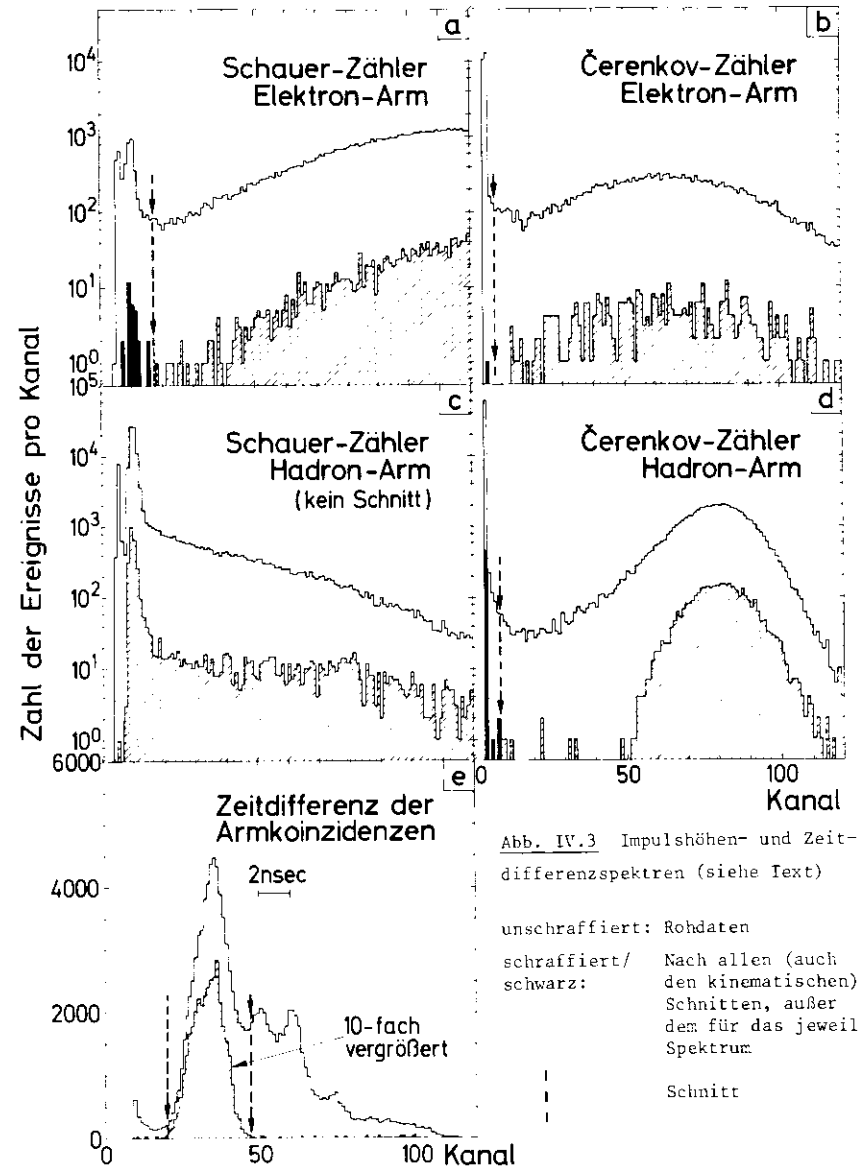 a
Schauer-Zähler
Elektron-Arm
10⁴
10³
10²
10¹
10⁰
b
Čerenkov-Zähler
Elektron-Arm
Zahl der Ereignisse pro Kanal
c
Schauer-Zähler
Hadron-Arm
(kein Schnitt)
10⁵
10⁴
10³
10²
10¹
10⁰
d
Čerenkov-Zähler
Hadron-Arm
0 50 100
Kanal
e
Zeitdifferenz der
Armkoinzidenzen
2nsec
10-fach
vergrößert
6000
4000
2000
0
0 50 100 Kanal
Abb. IV.3 Impulshöhen- und Zeit-
differenzspektren (siehe Text)
unschraffiert: Rohdaten
schraffiert/ Nach allen (auch
schwarz: den kinematischen)
Schnitten, außer
dem für das jeweil
Spektrum
Schnitt